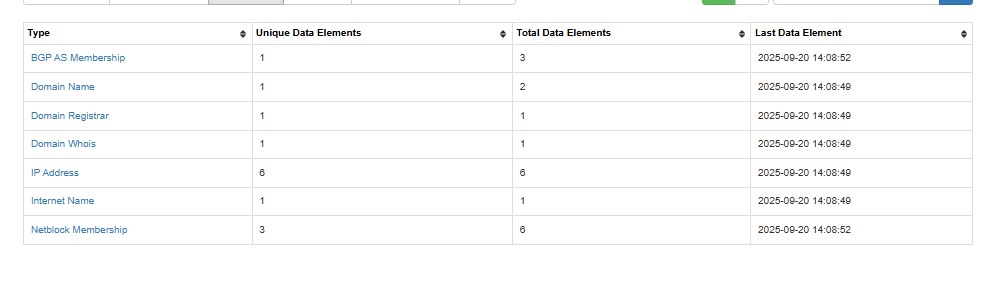 Type Unique Data Elements Total Data Elements Last Data Element
BGP AS Membership 1 3 2025-09-20 14:08:52
Domain Name 1 2 2025-09-20 14:08:49
Domain Registrar 1 1 2025-09-20 14:08:49
Domain Whois 1 1 2025-09-20 14:08:49
IP Address 6 6 2025-09-20 14:08:49
Internet Name 1 1 2025-09-20 14:08:49
Netblock Membership 3 6 2025-09-20 14:08:52